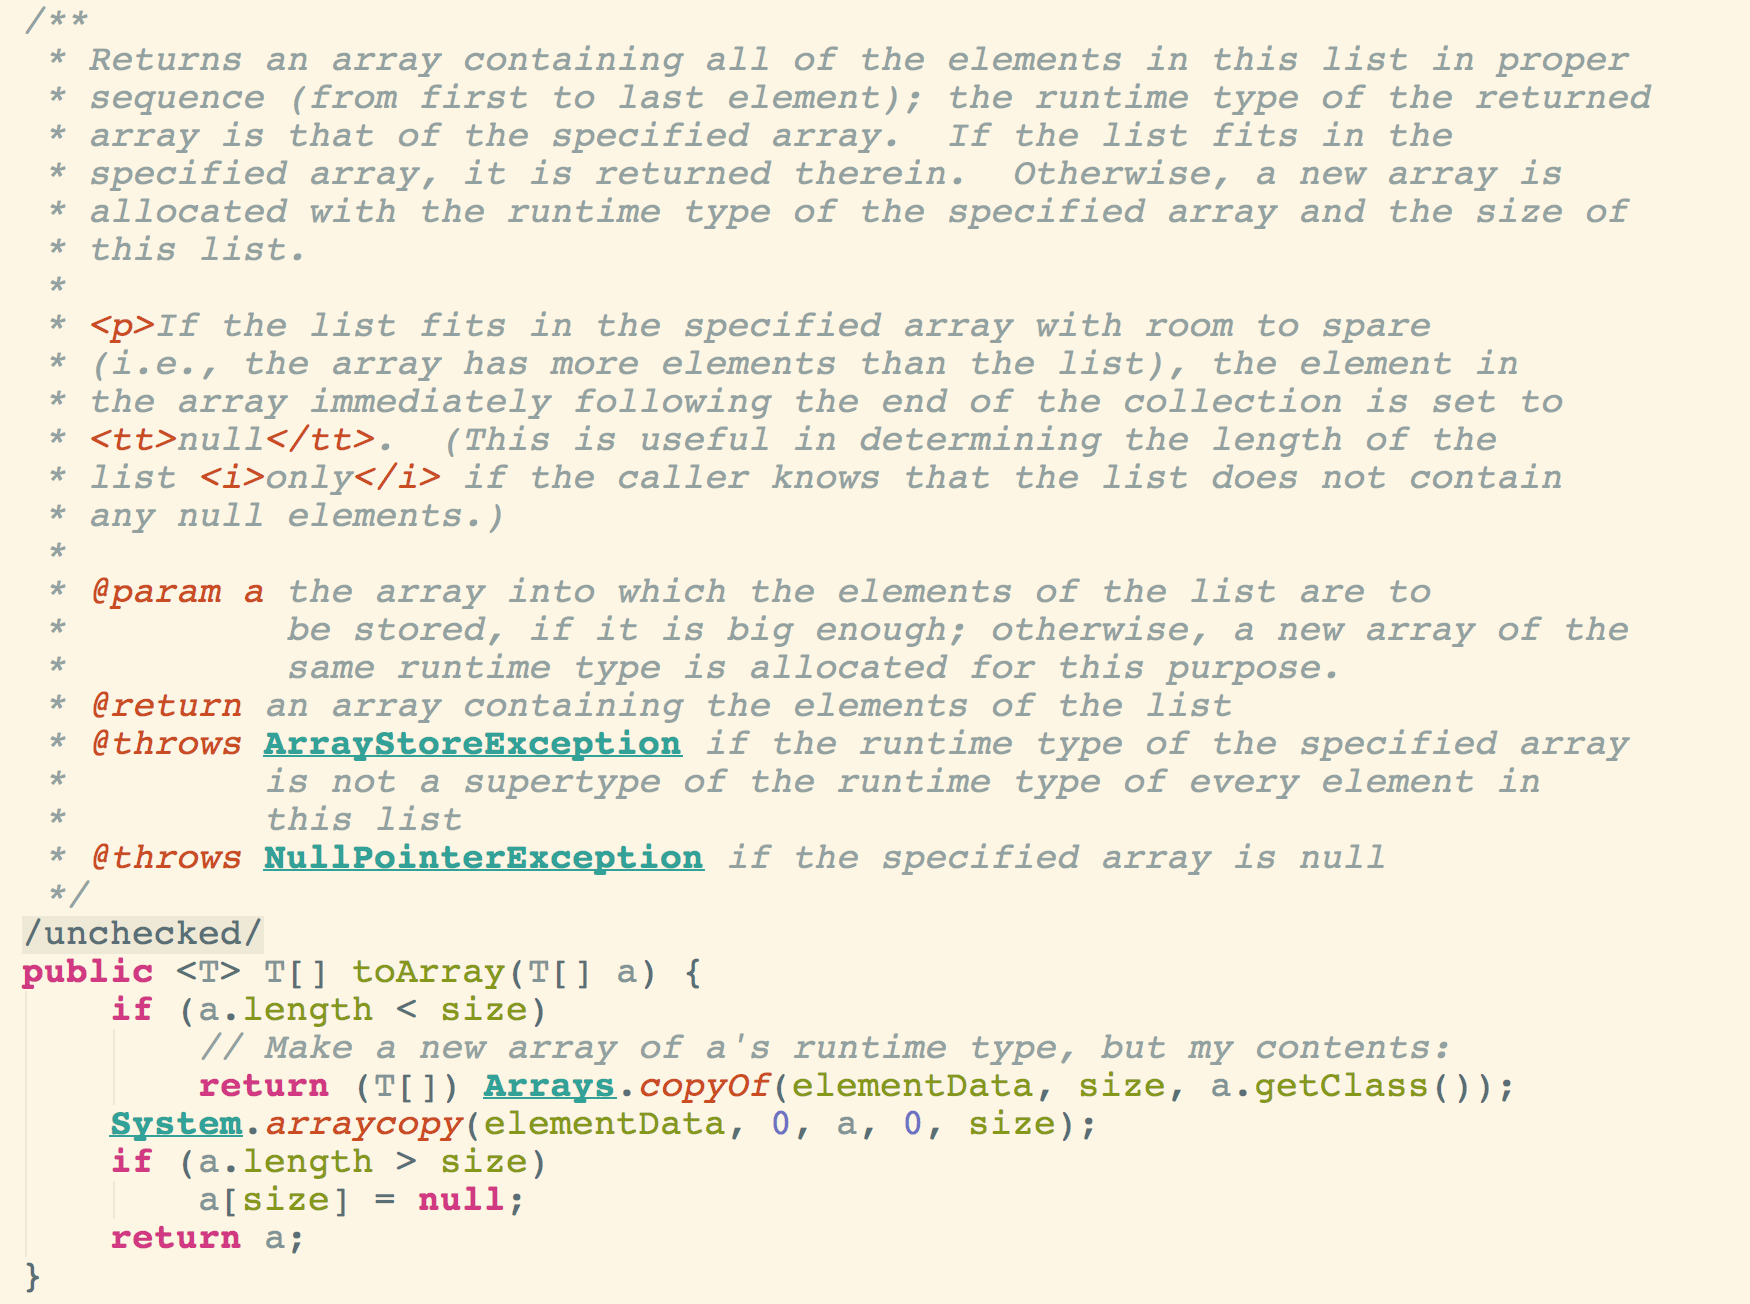 /**
 * Returns an array containing all of the elements in this list in proper
 * sequence (from first to last element); the runtime type of the returned
 * array is that of the specified array.  If the list fits in the
 * specified array, it is returned therein.  Otherwise, a new array is
 * allocated with the runtime type of the specified array and the size of
 * this list.
 *
 * <p>If the list fits in the specified array with room to spare
 * (i.e., the array has more elements than the list), the element in
 * the array immediately following the end of the collection is set to
 * <tt>null</tt>.  (This is useful in determining the length of the
 * list <i>only</i> if the caller knows that the list does not contain
 * any null elements.)
 *
 * @param a the array into which the elements of the list are to
 *          be stored, if it is big enough; otherwise, a new array of the
 *          same runtime type is allocated for this purpose.
 * @return an array containing the elements of the list
 * @throws ArrayStoreException if the runtime type of the specified array
 *         is not a supertype of the runtime type of every element in
 *         this list
 * @throws NullPointerException if the specified array is null
 */
/unchecked/
public <T> T[] toArray(T[] a) {
    if (a.length < size)
        // Make a new array of a's runtime type, but my contents:
        return (T[]) Arrays.copyOf(elementData, size, a.getClass());
    System.arraycopy(elementData, 0, a, 0, size);
    if (a.length > size)
        a[size] = null;
    return a;
}